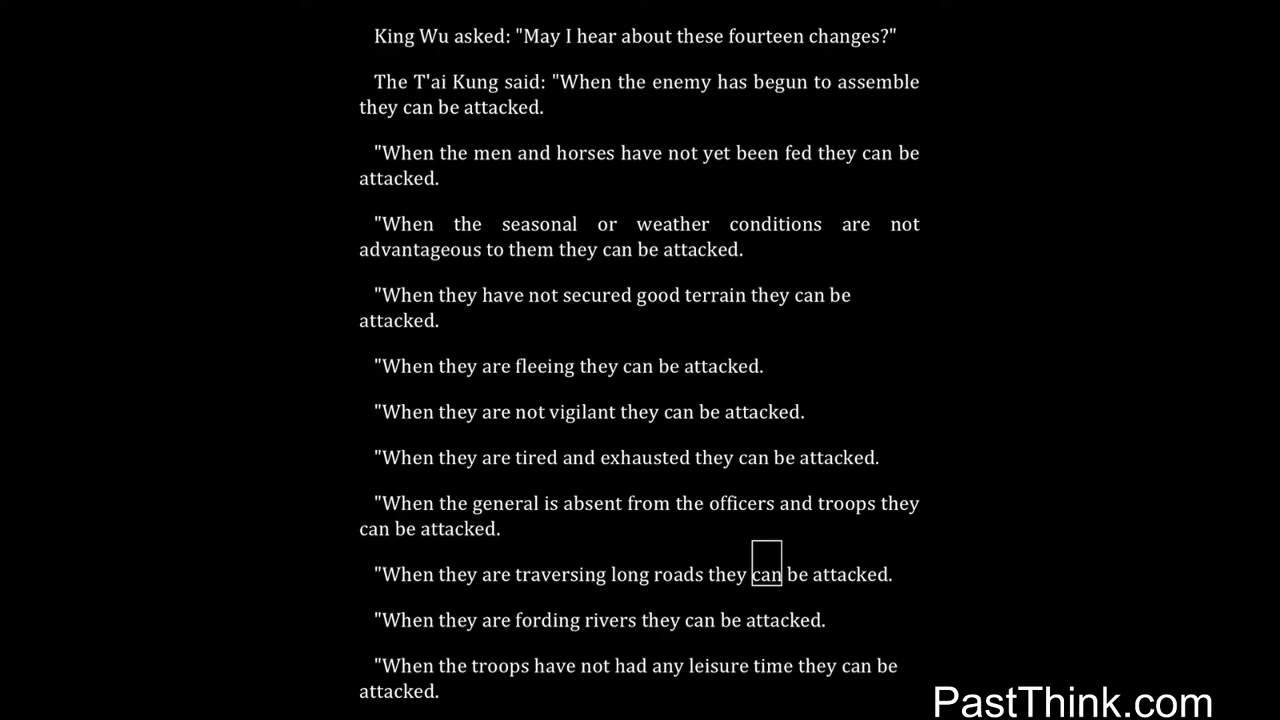 King Wu asked: "May I hear about these fourteen changes?"
The T'ai Kung said: "When the enemy has begun to assemble
they can be attacked.
"When the men and horses have not yet been fed they can be
attacked.
"When the seasonal or weather conditions are not
advantageous to them they can be attacked.
"When they have not secured good terrain they can be
attacked.
"When they are fleeing they can be attacked.
"When they are not vigilant they can be attacked.
"When they are tired and exhausted they can be attacked.
"When the general is absent from the officers and troops they
can be attacked.
"When they are traversing long roads they can be attacked.
"When they are fording rivers they can be attacked.
"When the troops have not had any leisure time they can be
attacked.
PastThink.com